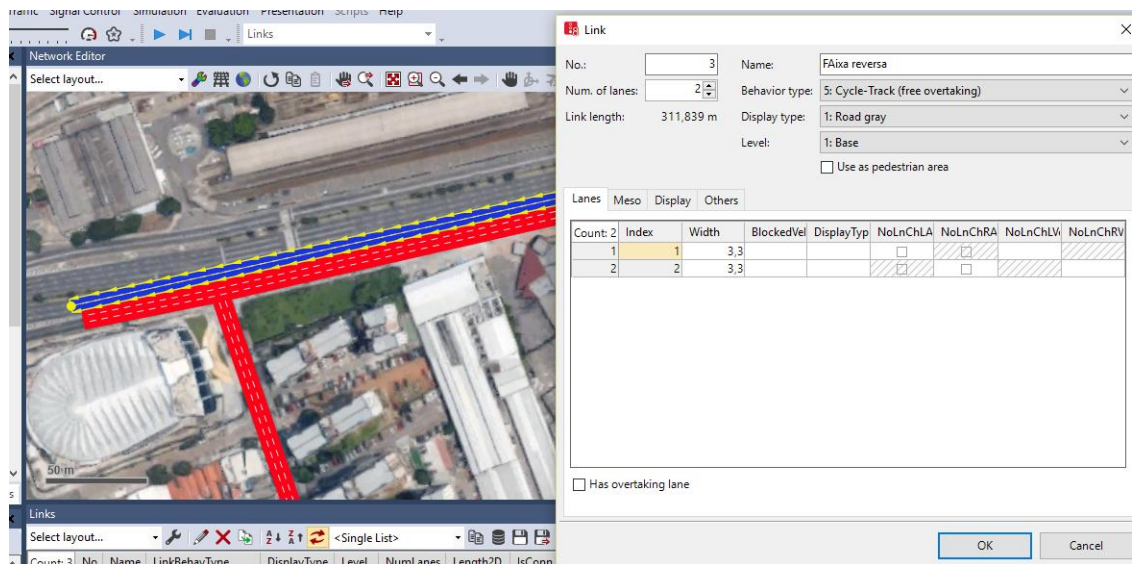 Traffic Signal Control Simulation Evaluation Presentation Scripts Help
Links
Network Editor
Select layout...
50 m
Links
Select layout...
<Single List>
Count: 3 No Name LinkBehavType DisplayType Level NumLanes Length2D IsConn
Link
No.: 3 Name: FAixa reversa
Num. of lanes: 2 Behavior type: 5: Cycle-Track (free overtaking)
Link length: 311,839 m Display type: 1: Road gray
Level: 1: Base
Use as pedestrian area
Lanes Meso Display Others
Count: 2 Index Width BlockedVel DisplayTyp NoLnChLA NoLnChRA NoLnChLV NoLnChRV
1 1 3,3
2 2 3,3
Has overtaking lane
OK Cancel